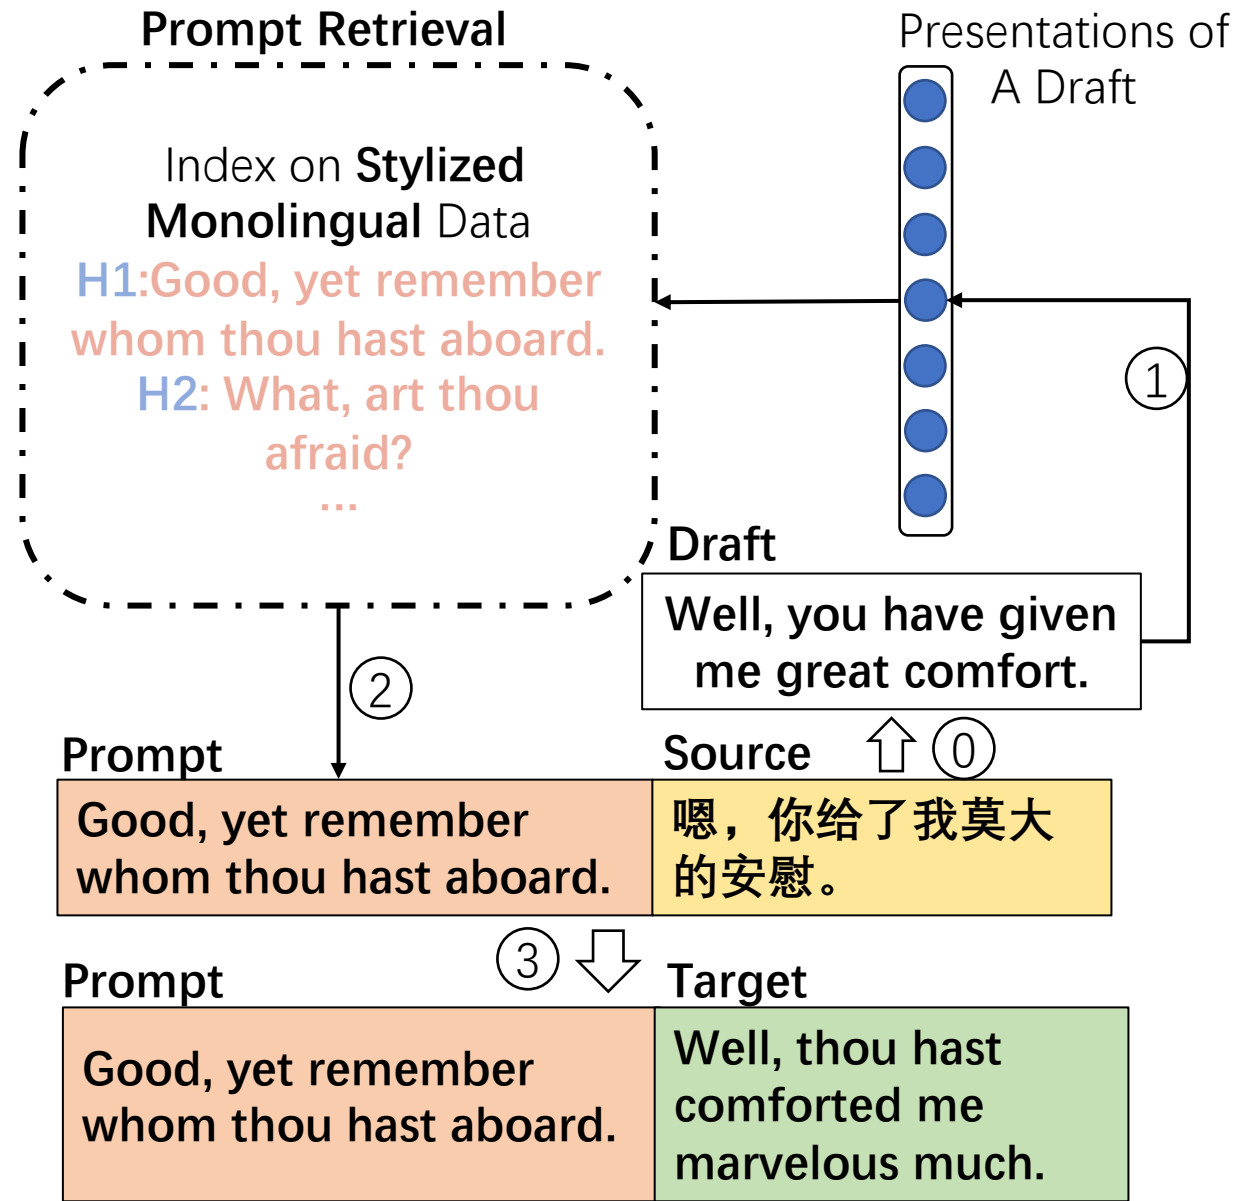 Prompt Retrieval
Index on Stylized
Monolingual Data
H1:Good, yet remember
whom thou hast aboard.
H2: What, art thou
afraid?
...
Presentations of
A Draft
①
Draft
Well, you have given
me great comfort.
②
⓪
Prompt
Good, yet remember
whom thou hast aboard.
Source
嗯，你给了我莫大
的安慰。
③
Prompt
Good, yet remember
whom thou hast aboard.
Target
Well, thou hast
comforted me
marvelous much.